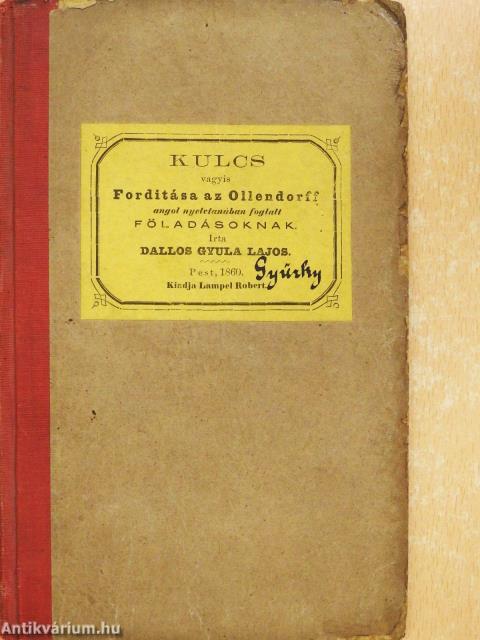 KULCS
vagyis
Forditása az Ollendorff
angol nyelvtanában foglalt
FÖLADÁSOKNAK.
Irta
DALLOS GYULA LAJOS.
Pest, 1860.
Kiadja Lampel Robert.
Antikvárium.hu